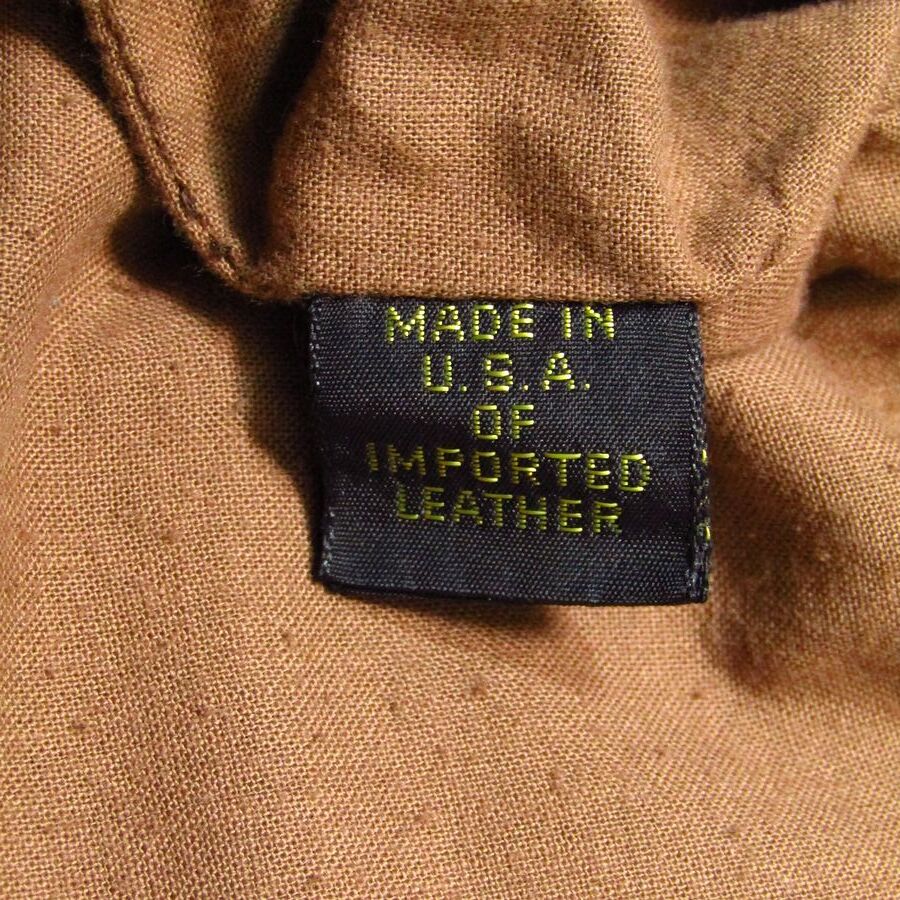 MADE IN
U.S.A.
OF
IMPORTED
LEATHER